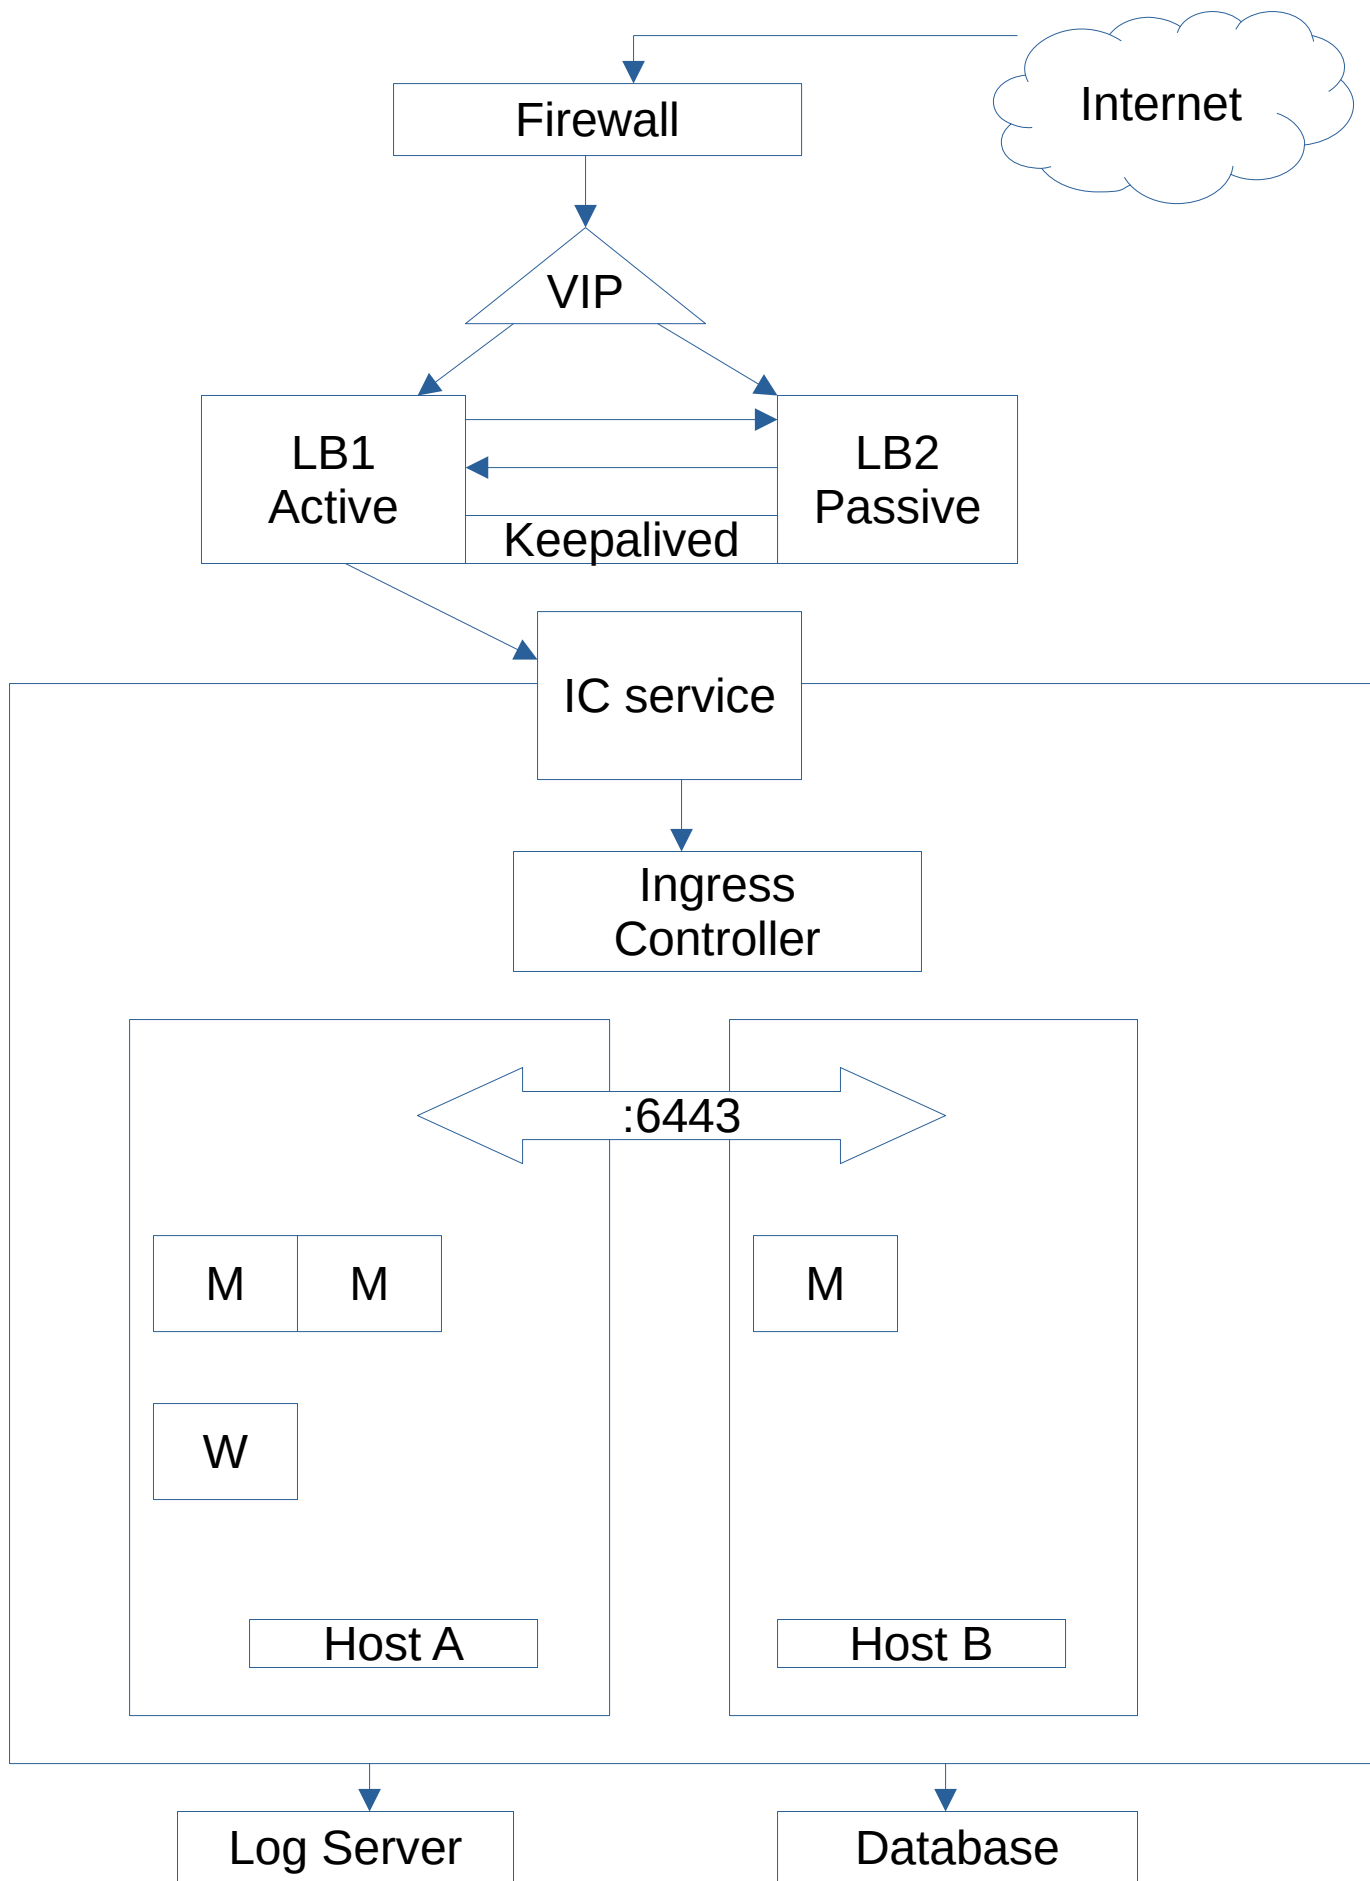 Internet
Firewall
VIP
LB1
Active
LB2
Passive
Keepalived
IC service
Ingress
Controller
:6443
M
M
M
W
Host A
Host B
Log Server
Database